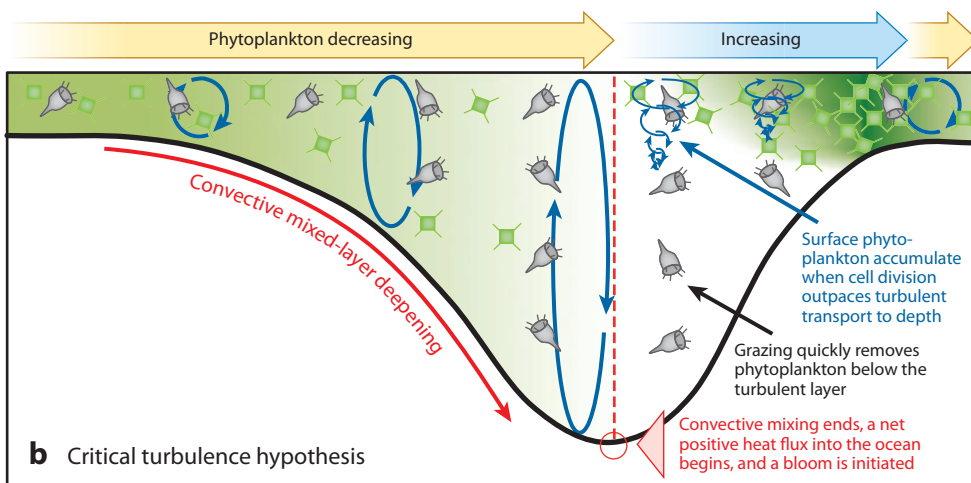 Phytoplankton decreasing
Increasing
Convective mixed-layer deepening
Surface phyto-
plankton accumulate
when cell division
outpaces turbulent
transport to depth
Grazing quickly removes
phytoplankton below the
turbulent layer
Convective mixing ends, a net
positive heat flux into the ocean
begins, and a bloom is initiated
b Critical turbulence hypothesis